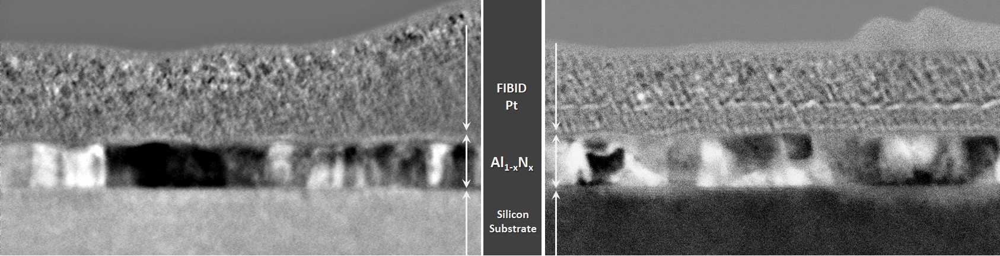 FIBID
Pt
Al₁₋ₓNₓ
Silicon
Substrate